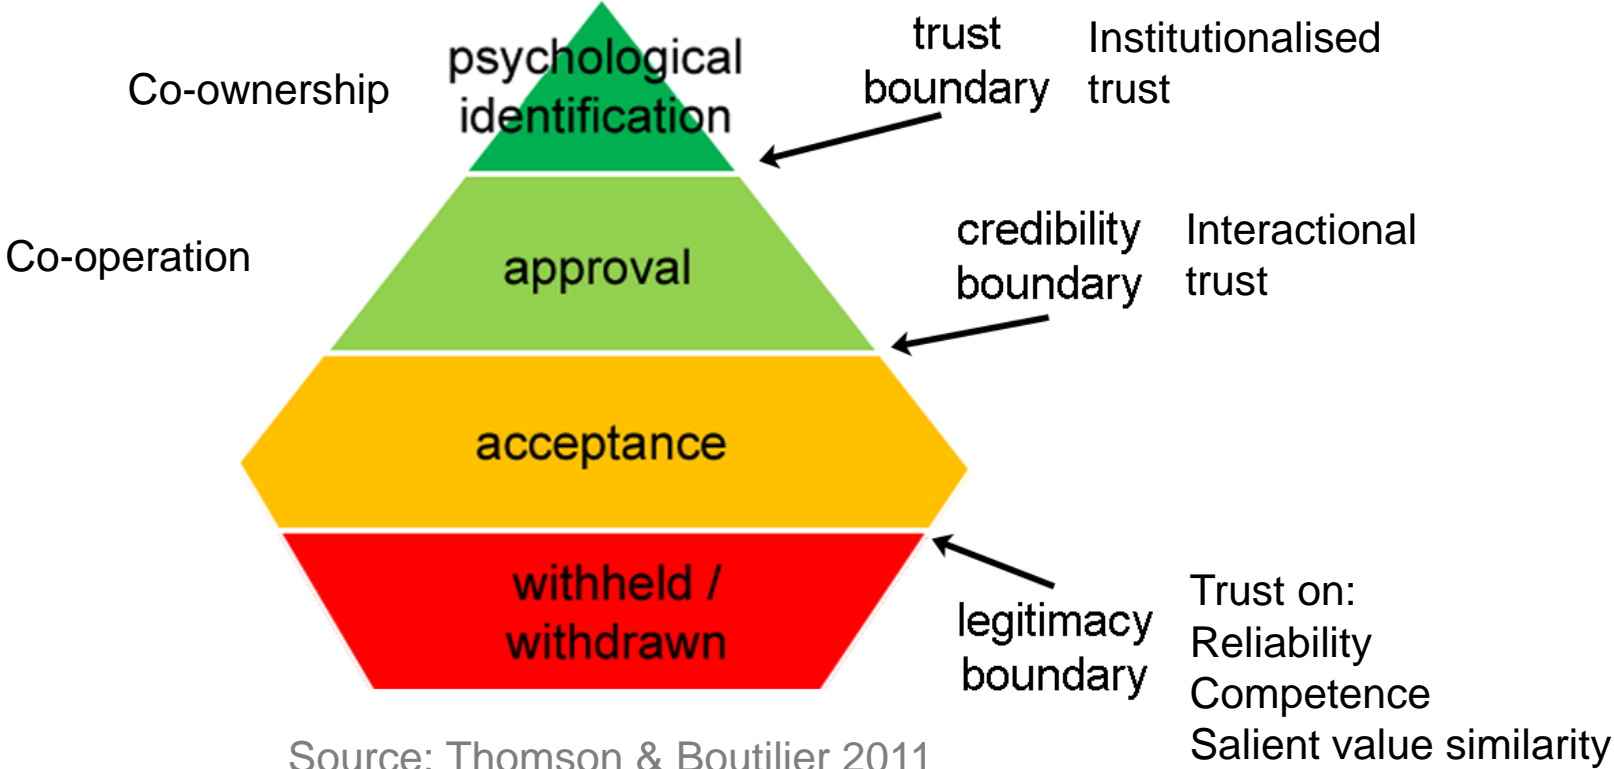 psychological
identification
Co-ownership
trust
boundary
Institutionalised
trust
Co-operation
approval
credibility
boundary
Interactional
trust
acceptance
withheld /
withdrawn
legitimacy
boundary
Trust on:
Reliability
Competence
Salient value similarity
Source: Thomson & Boutilier 2011